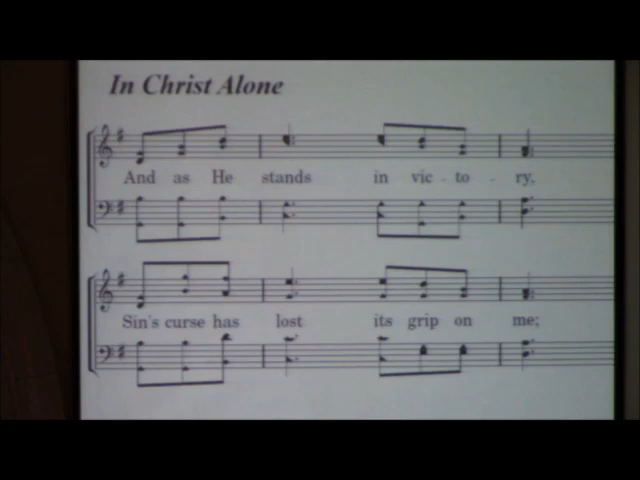 In Christ Alone
And as He stands in vic - to - ry,
Sin's curse has lost its grip on me;